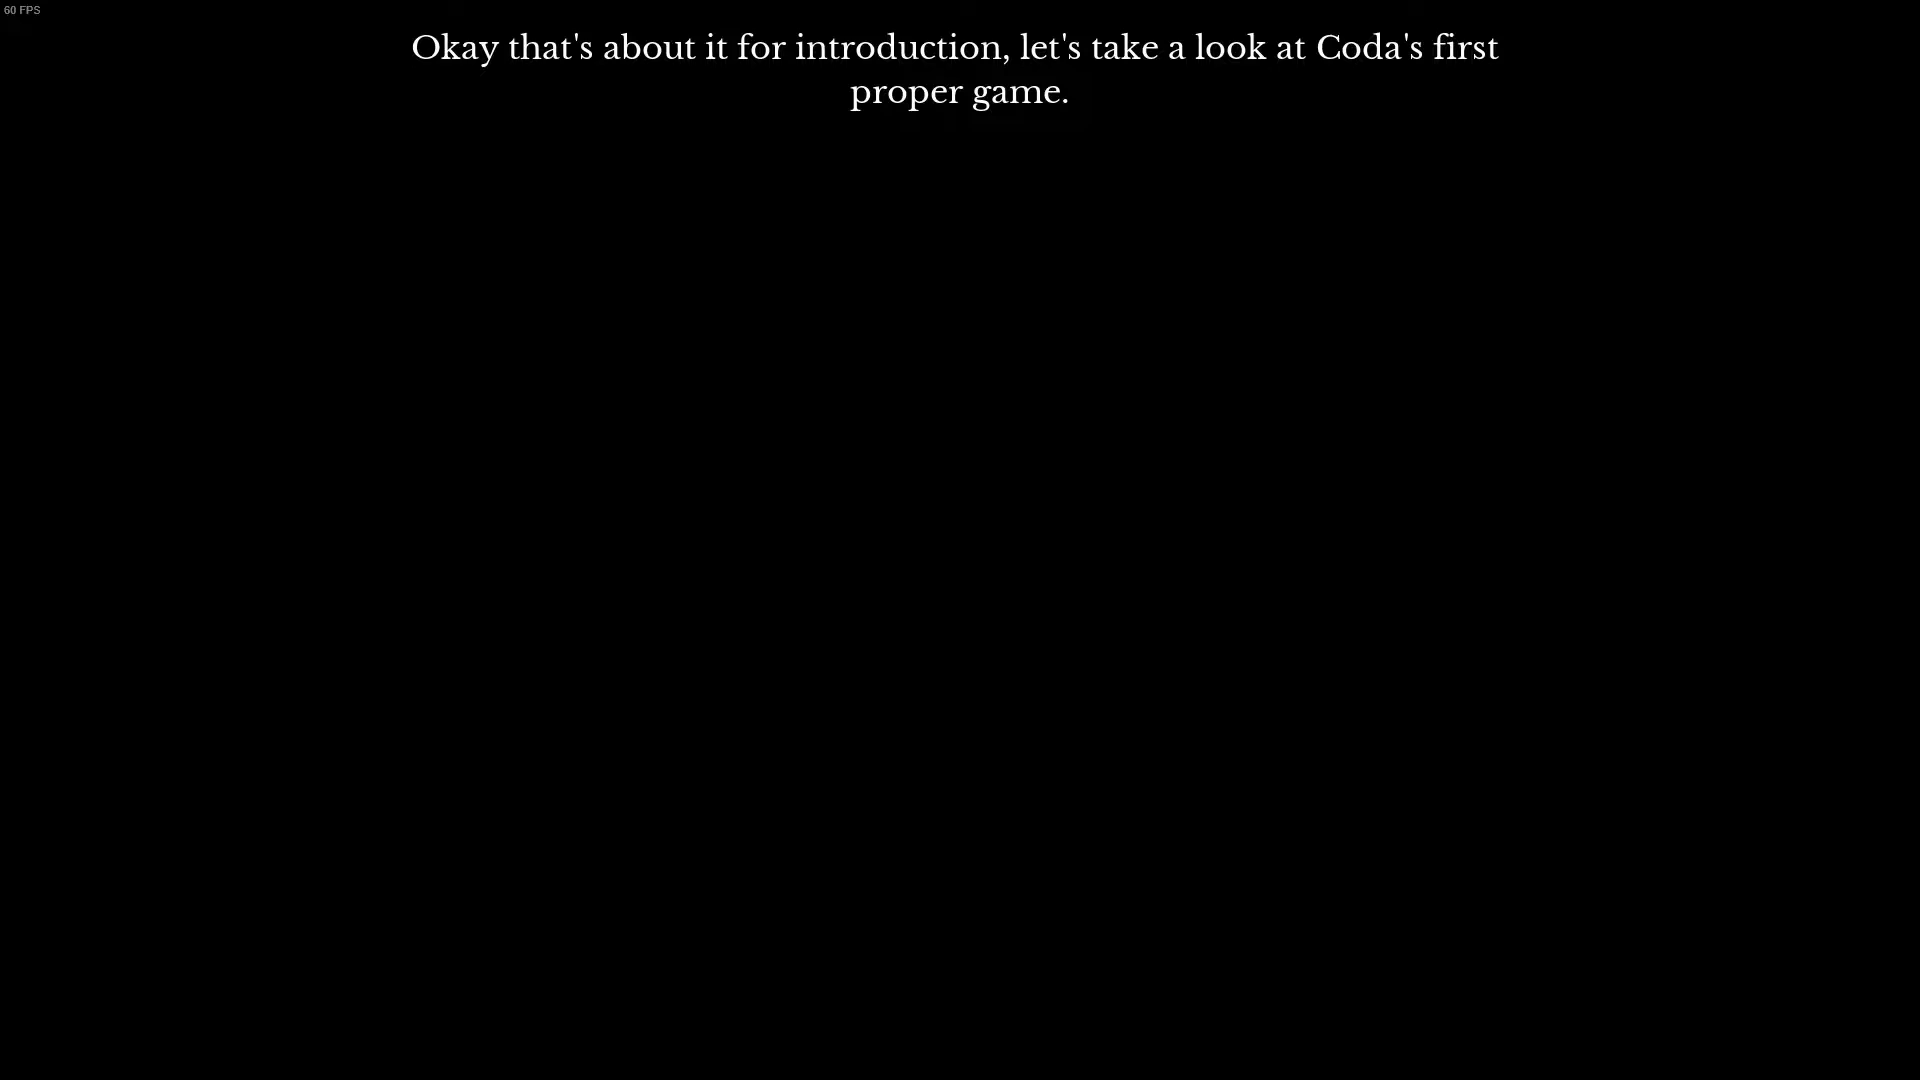 60 FPS
Okay that's about it for introduction, let's take a look at Coda's first
proper game.